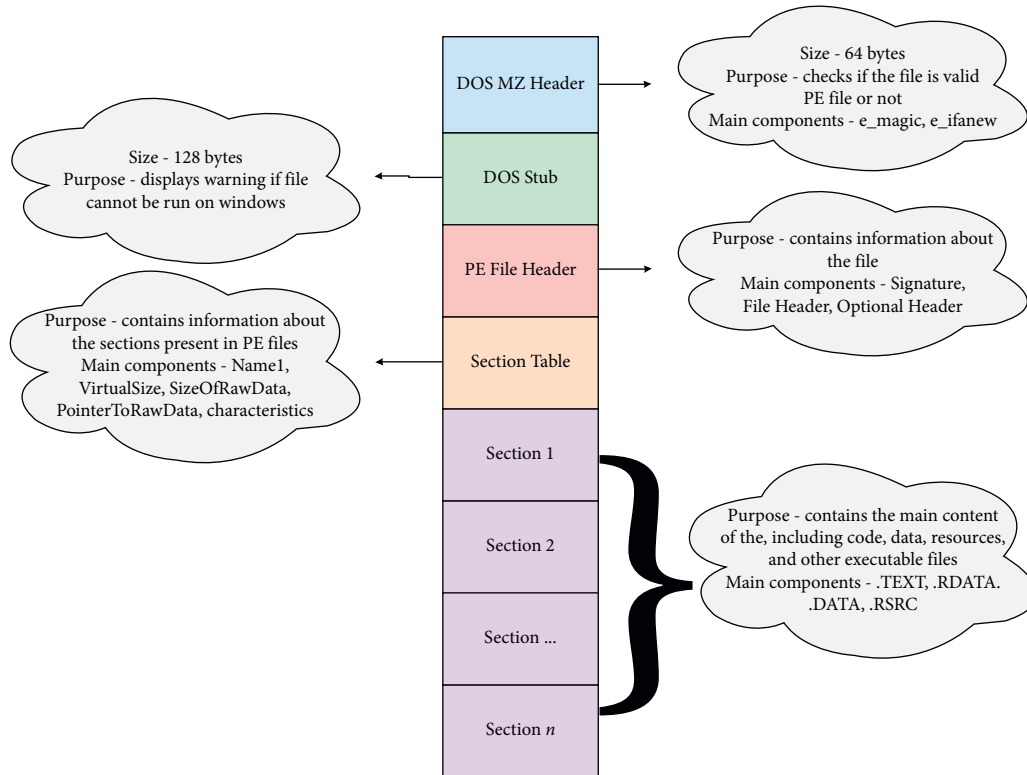 DOS MZ Header
Size - 64 bytes
Purpose - checks if the file is valid
PE file or not
Main components - e_magic, e_ifanew
Size - 128 bytes
Purpose - displays warning if file
cannot be run on windows
DOS Stub
PE File Header
Purpose - contains information about
the file
Main components - Signature,
File Header, Optional Header
Purpose - contains information about
the sections present in PE files
Main components - Name1,
VirtualSize, SizeOfRawData,
PointerToRawData, characteristics
Section Table
Section 1
Section 2
Section ...
Section n
Purpose - contains the main content
of the, including code, data, resources,
and other executable files
Main components - .TEXT, .RDATA.
.DATA, .RSRC